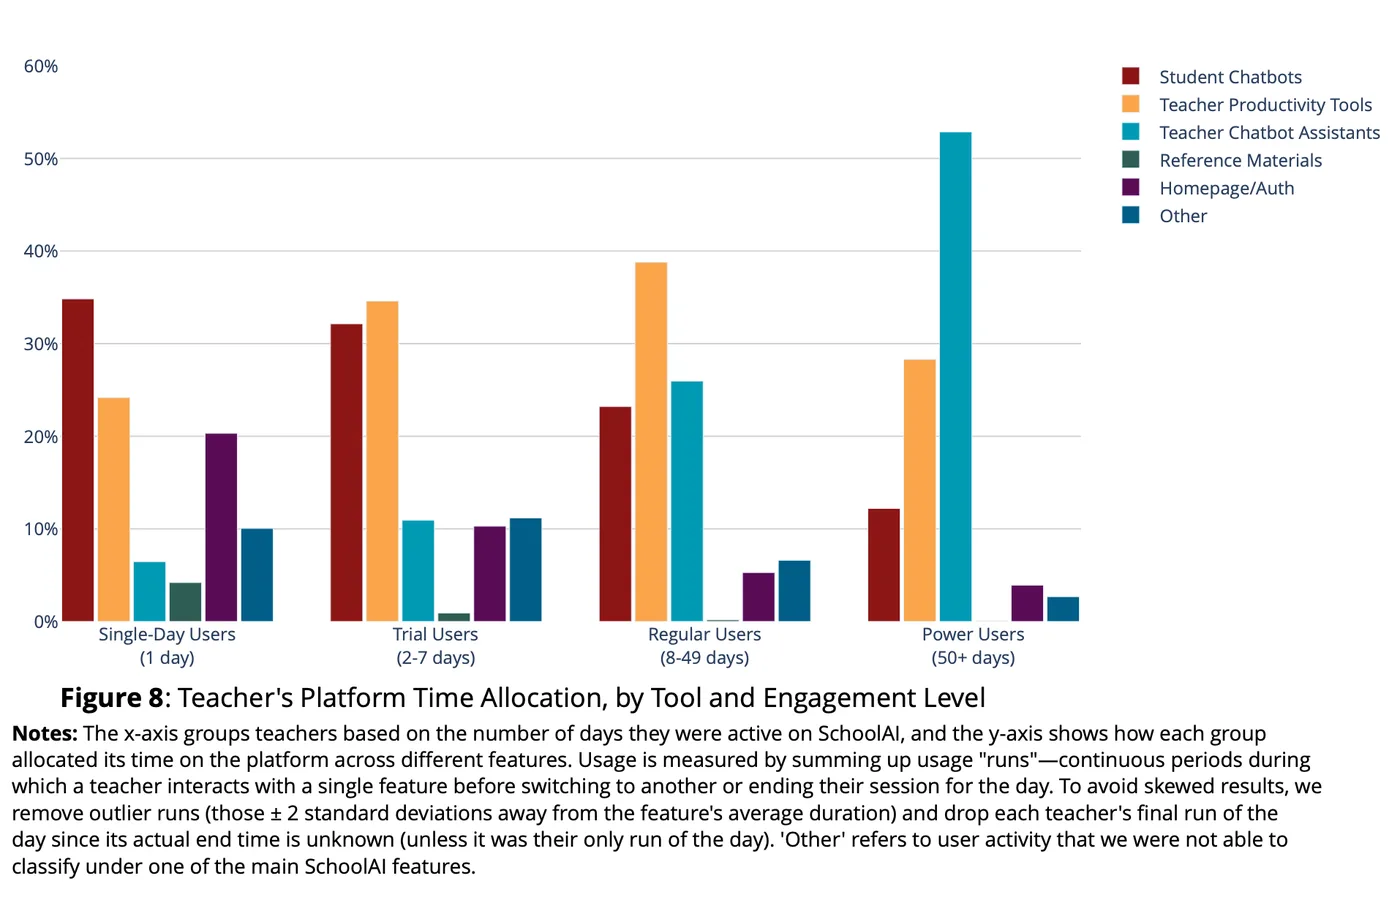 60%
50%
40%
30%
20%
10%
0%
Student Chatbots
Teacher Productivity Tools
Teacher Chatbot Assistants
Reference Materials
Homepage/Auth
Other
Single-Day Users
(1 day)
Trial Users
(2-7 days)
Regular Users
(8-49 days)
Power Users
(50+ days)
Figure 8: Teacher's Platform Time Allocation, by Tool and Engagement Level
Notes: The x-axis groups teachers based on the number of days they were active on SchoolAI, and the y-axis shows how each group
allocated its time on the platform across different features. Usage is measured by summing up usage "runs"—continuous periods during
which a teacher interacts with a single feature before switching to another or ending their session for the day. To avoid skewed results, we
remove outlier runs (those ± 2 standard deviations away from the feature's average duration) and drop each teacher's final run of the
day since its actual end time is unknown (unless it was their only run of the day). 'Other' refers to user activity that we were not able to
classify under one of the main SchoolAI features.